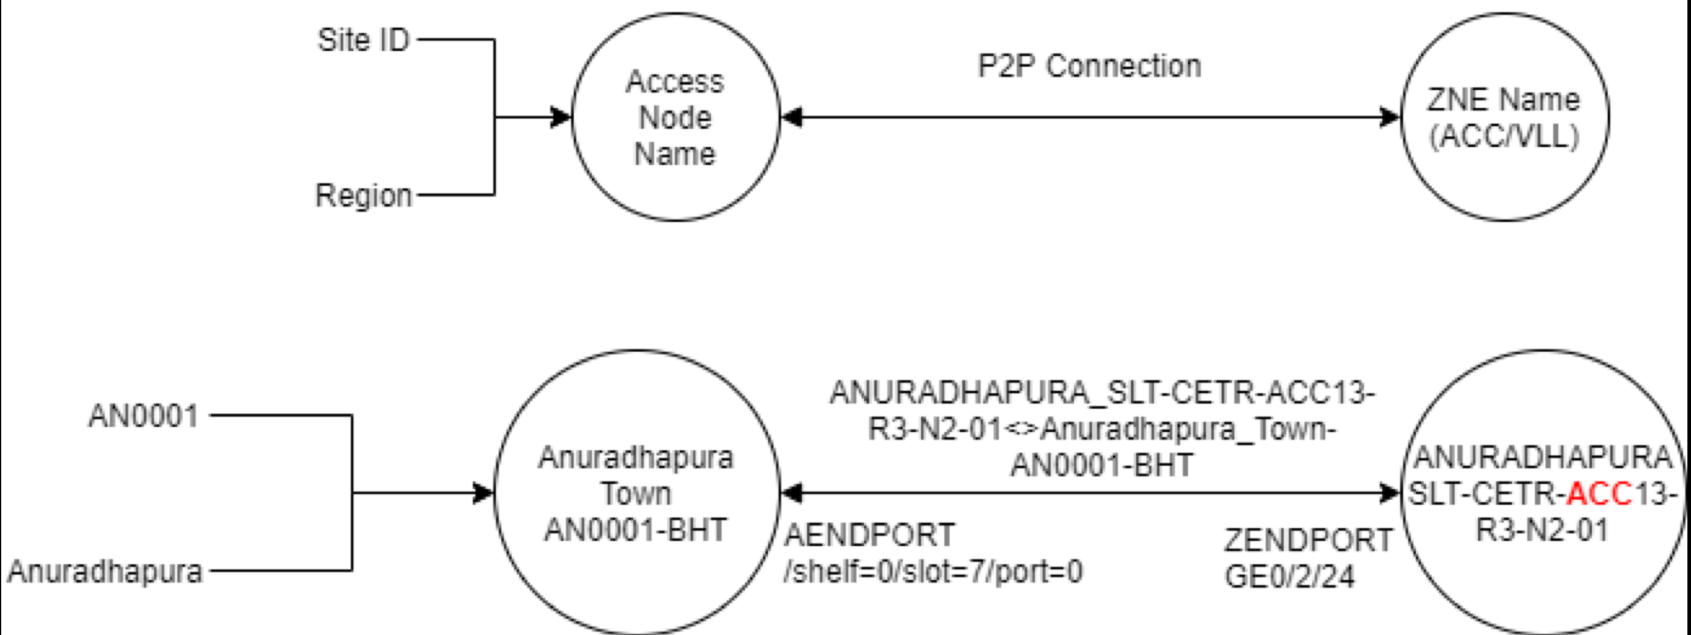 Site ID
Region
Access
Node
Name
P2P Connection
ZNE Name
(ACC/VLL)
AN0001
Anuradhapura
Anuradhapura
Town
AN0001-BHT
ANURADHAPURA_SLT-CETR-ACC13-
R3-N2-01<>Anuradhapura_Town-
AN0001-BHT
AENDPORT
/shelf=0/slot=7/port=0
ZENDPORT
GE0/2/24
ANURADHAPURA
SLT-CETR-ACC13-
R3-N2-01